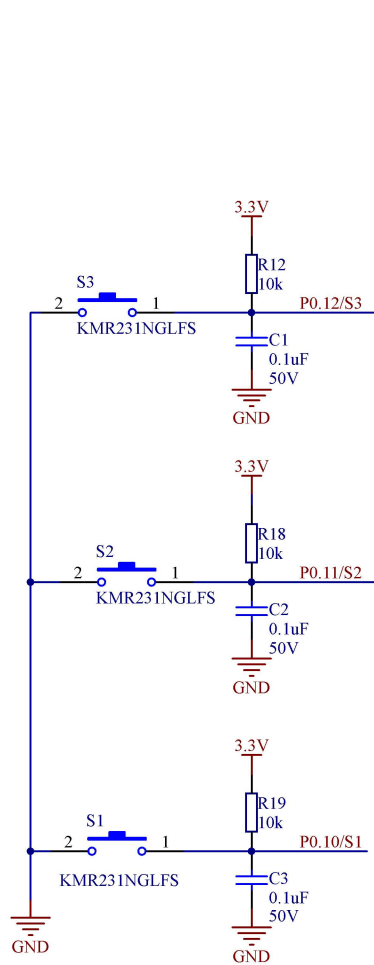 3.3V
R12
10k
S3
2
1
P0.12/S3
KMR231NGLFS
C1
0.1uF
50V
GND
3.3V
R18
10k
S2
2
1
P0.11/S2
KMR231NGLFS
C2
0.1uF
50V
GND
3.3V
R19
10k
S1
2
1
P0.10/S1
KMR231NGLFS
C3
0.1uF
50V
GND
GND